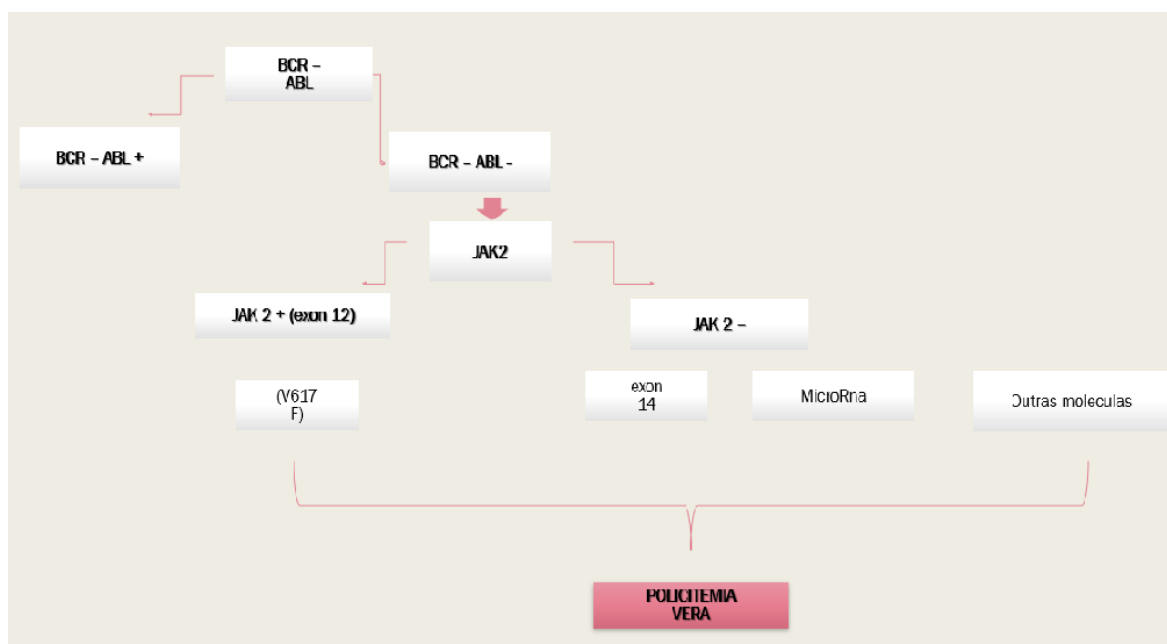 BCR –
ABL
BCR – ABL +
BCR – ABL -
JAK2
JAK 2 + (exon 12)
JAK 2 –
(V617
F)
exon
14
MicroRna
Outras moleculas
POLICITEMIA
VERA